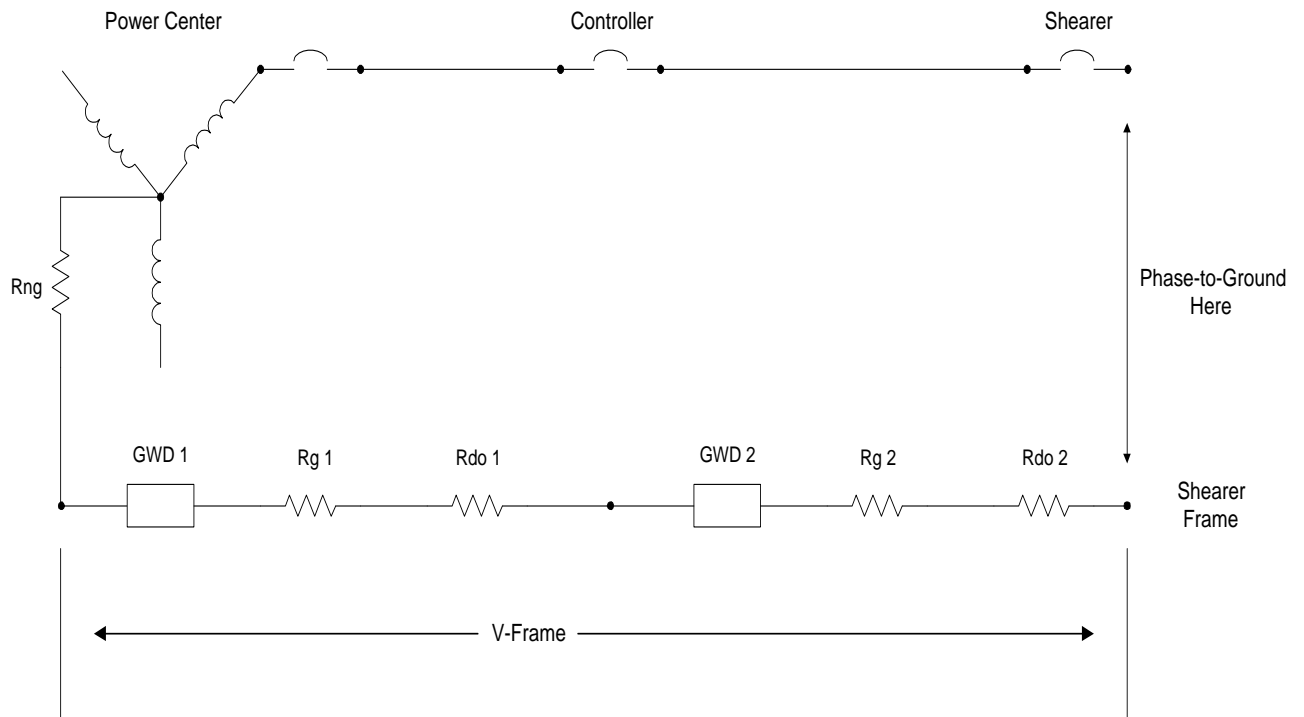 Power Center
Controller
Shearer
Rng
Phase-to-Ground
Here
GWD 1
Rg 1
Rdo 1
GWD 2
Rg 2
Rdo 2
Shearer
Frame
V-Frame